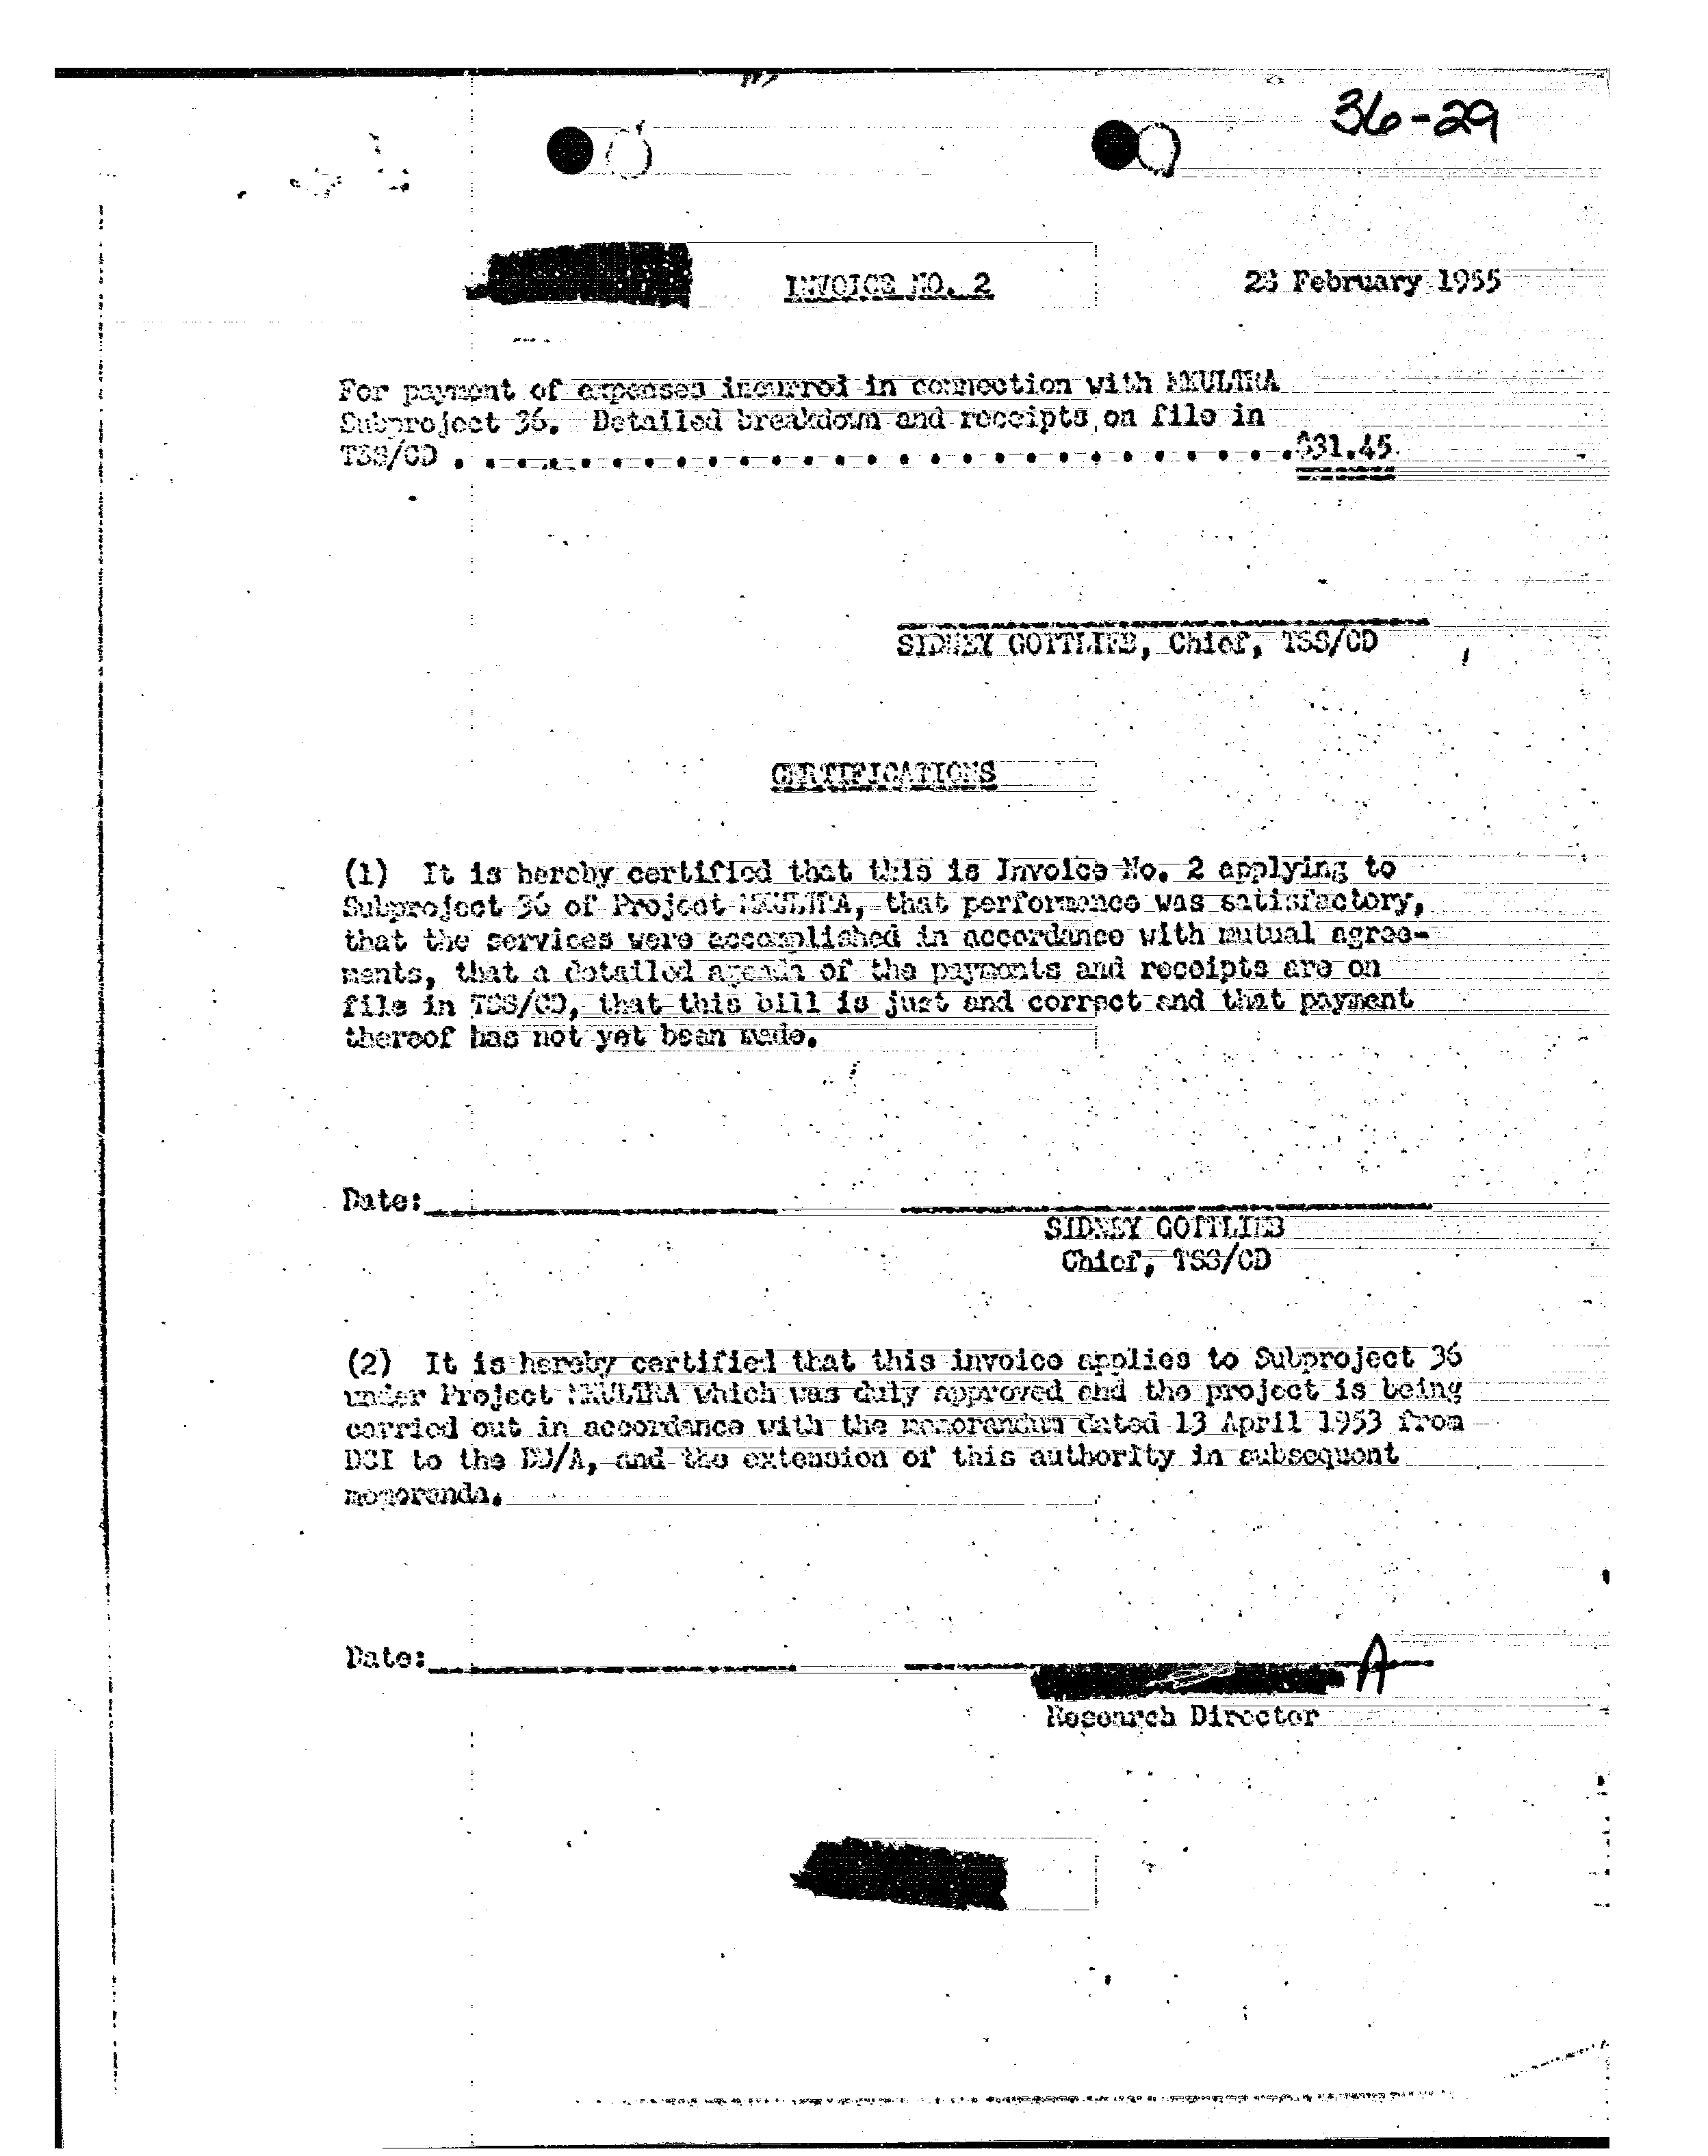 36-29
INVOICE NO. 2
28 February 1955
For payment of expenses incurred in connection with MKULTRA
Subproject 36. Detailed breakdown and receipts on file in
TSS/CD . . . . . . . . . . . . . . . . . . . . . . . . . . . $31.45
SIDNEY GOTTLIEB, Chief, TSS/CD
CERTIFICATIONS
(1) It is hereby certified that this is Invoice No. 2 applying to
Subproject 36 of Project MKULTRA, that performance was satisfactory,
that the services were accomplished in accordance with mutual agree-
ments, that a detailed agenda of the payments and receipts are on
file in TSS/CD, that this bill is just and correct and that payment
thereof has not yet been made.
Date:
SIDNEY GOTTLIEB
Chief, TSS/CD
(2) It is hereby certified that this invoice applies to Subproject 36
under Project MKULTRA which was duly approved and the project is being
carried out in accordance with the memorandum dated 13 April 1953 from
DCI to the DD/A, and the extension of this authority in subsequent
memoranda.
Date:
A
Research Director